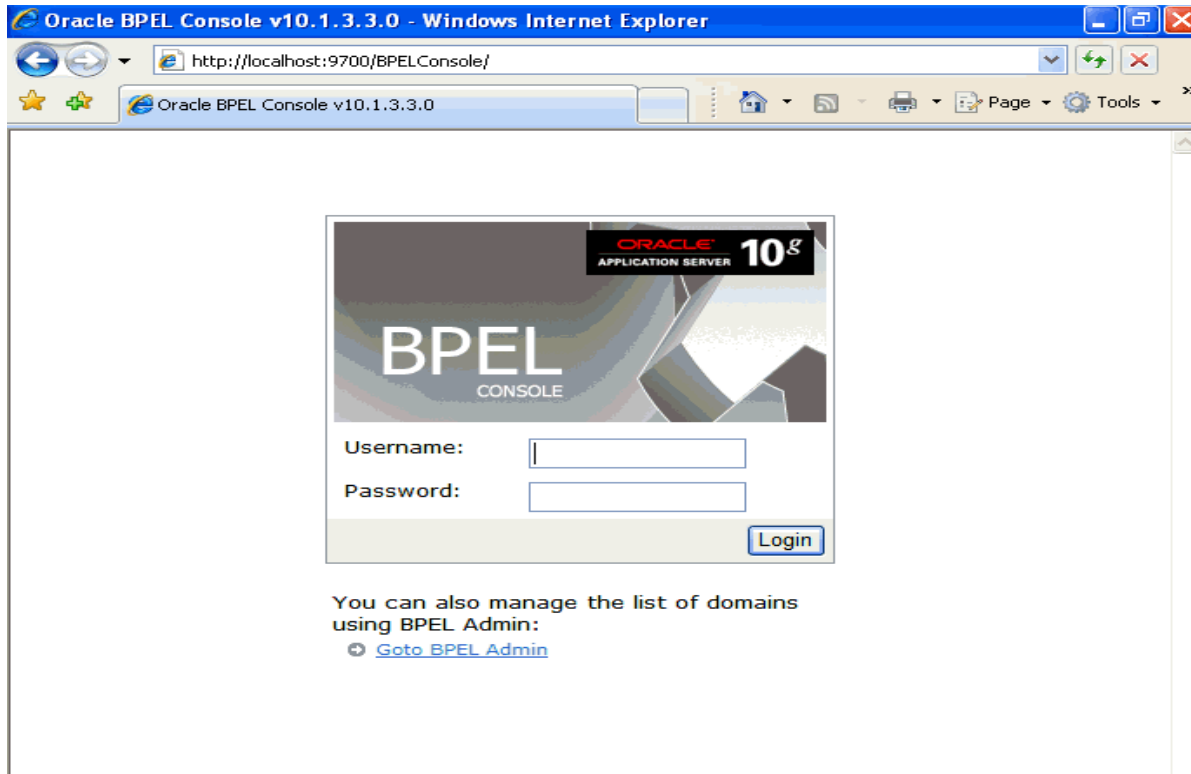 Oracle BPEL Console v10.1.3.3.0 - Windows Internet Explorer
http://localhost:9700/BPELConsole/
Oracle BPEL Console v10.1.3.3.0
Page
Tools
»
ORACLE
APPLICATION SERVER
10g
BPEL
CONSOLE
Username:
Password:
Login
You can also manage the list of domains
using BPEL Admin:
Goto BPEL Admin